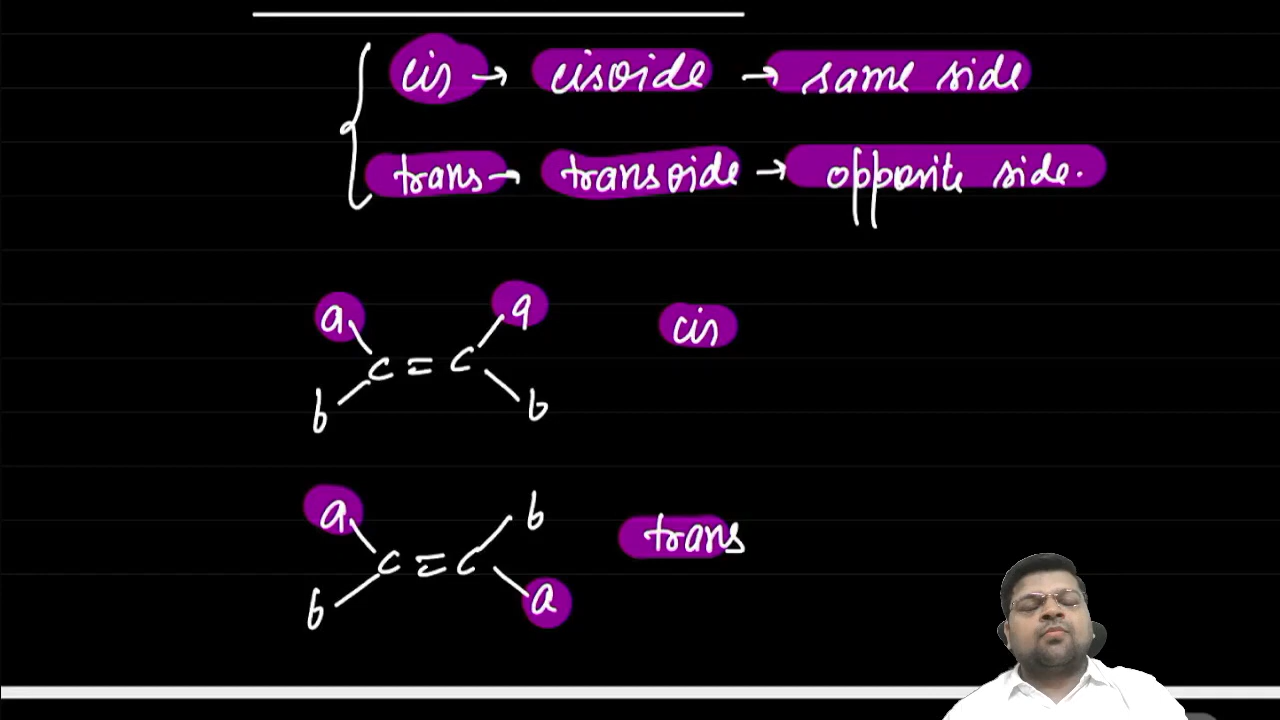 cis → cisoide → same side
trans → transoide → opposite side.
a a cis
C = C
b b
a b trans
C = C
b a